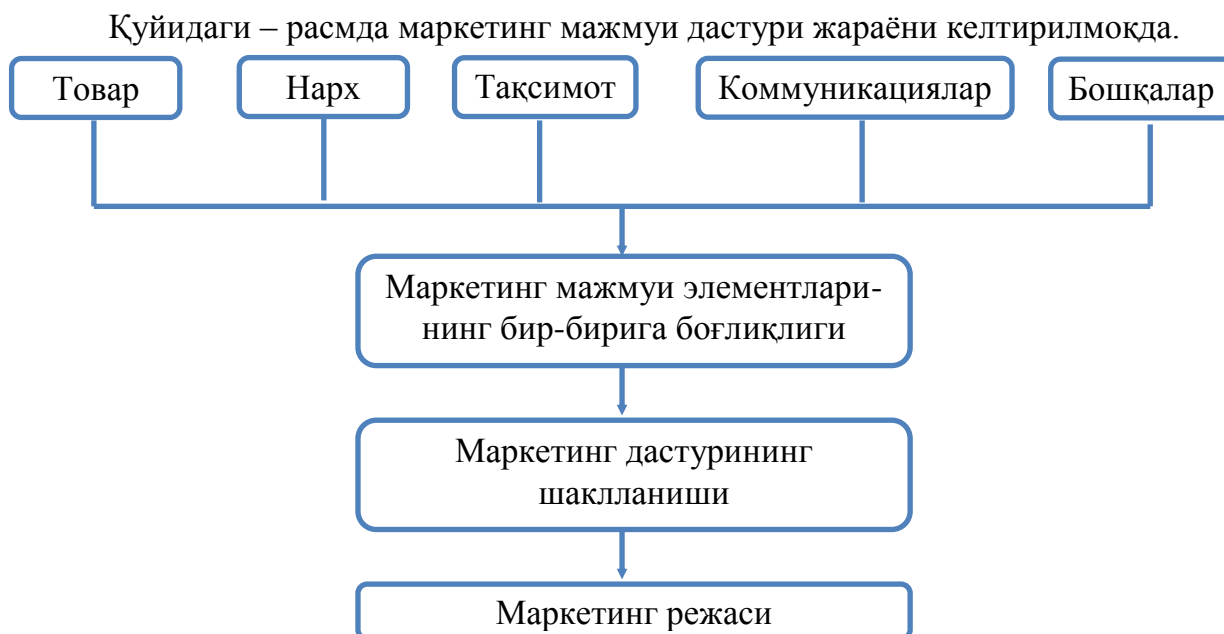 Қуйидаги – расмда маркетинг мажмуи дастури жараёни келтирилмоқда.
Товар
Нарх
Тақсимот
Коммуникациялар
Бошқалар
Маркетинг мажмуи элементлари-
нинг бир-бирига боғлиқлиги
Маркетинг дастурининг
шаклланиши
Маркетинг режаси